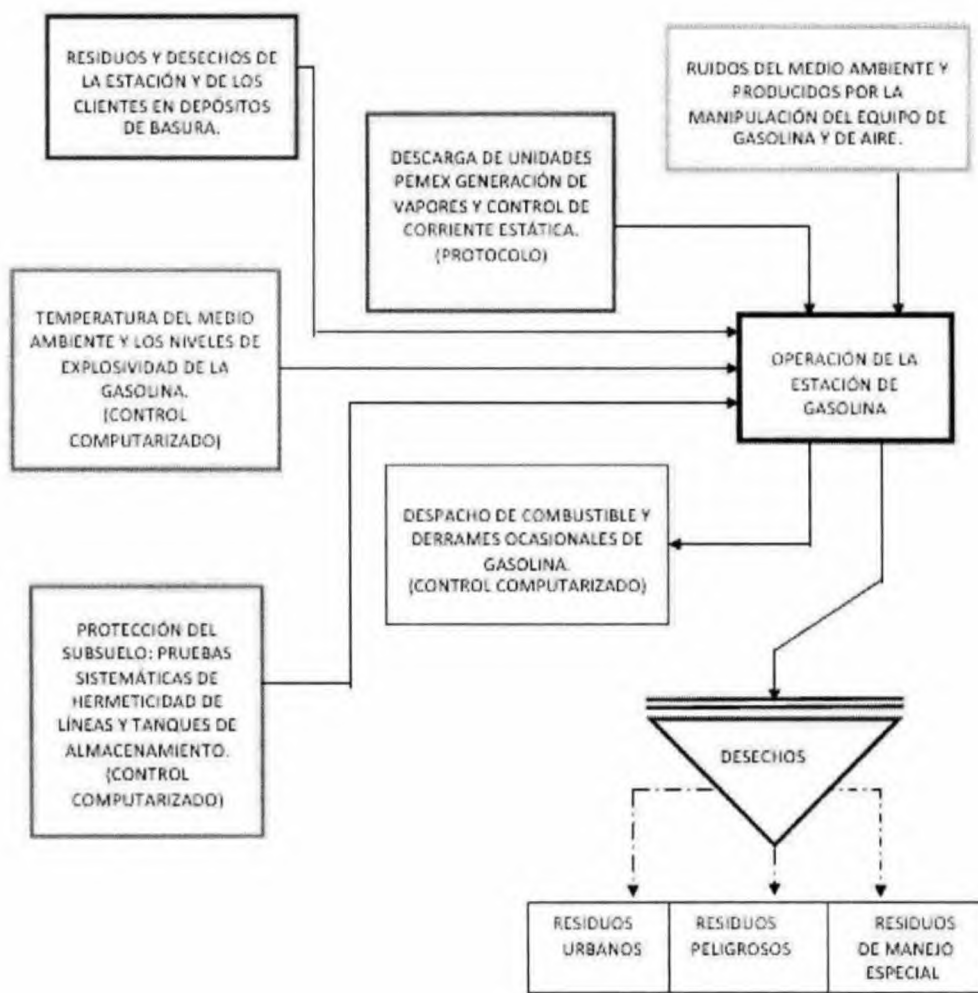 RESIDUOS Y DESECHOS DE
LA ESTACIÓN Y DE LOS
CLIENTES EN DEPÓSITOS
DE BASURA.
RUIDOS DEL MEDIO AMBIENTE Y
PRODUCIDOS POR LA
MANIPULACIÓN DEL EQUIPO DE
GASOLINA Y DE AIRE.
DESCARGA DE UNIDADES
PEMEX GENERACIÓN DE
VAPORES Y CONTROL DE
CORRIENTE ESTÁTICA.
(PROTOCOLO)
TEMPERATURA DEL MEDIO
AMBIENTE Y LOS NIVELES DE
EXPLOSIVIDAD DE LA
GASOLINA.
(CONTROL
COMPUTARIZADO)
OPERACIÓN DE LA
ESTACIÓN DE
GASOLINA
DESPACHO DE COMBUSTIBLE Y
DERRAMES OCASIONALES DE
GASOLINA.
(CONTROL COMPUTARIZADO)
PROTECCIÓN DEL
SUBSUELO: PRUEBAS
SISTEMÁTICAS DE
HERMETICIDAD DE
LÍNEAS Y TANQUES DE
ALMACENAMIENTO.
(CONTROL
COMPUTARIZADO)
DESECHOS
RESIDUOS
URBANOS
RESIDUOS
PELIGROSOS
RESIDUOS
DE MANEJO
ESPECIAL